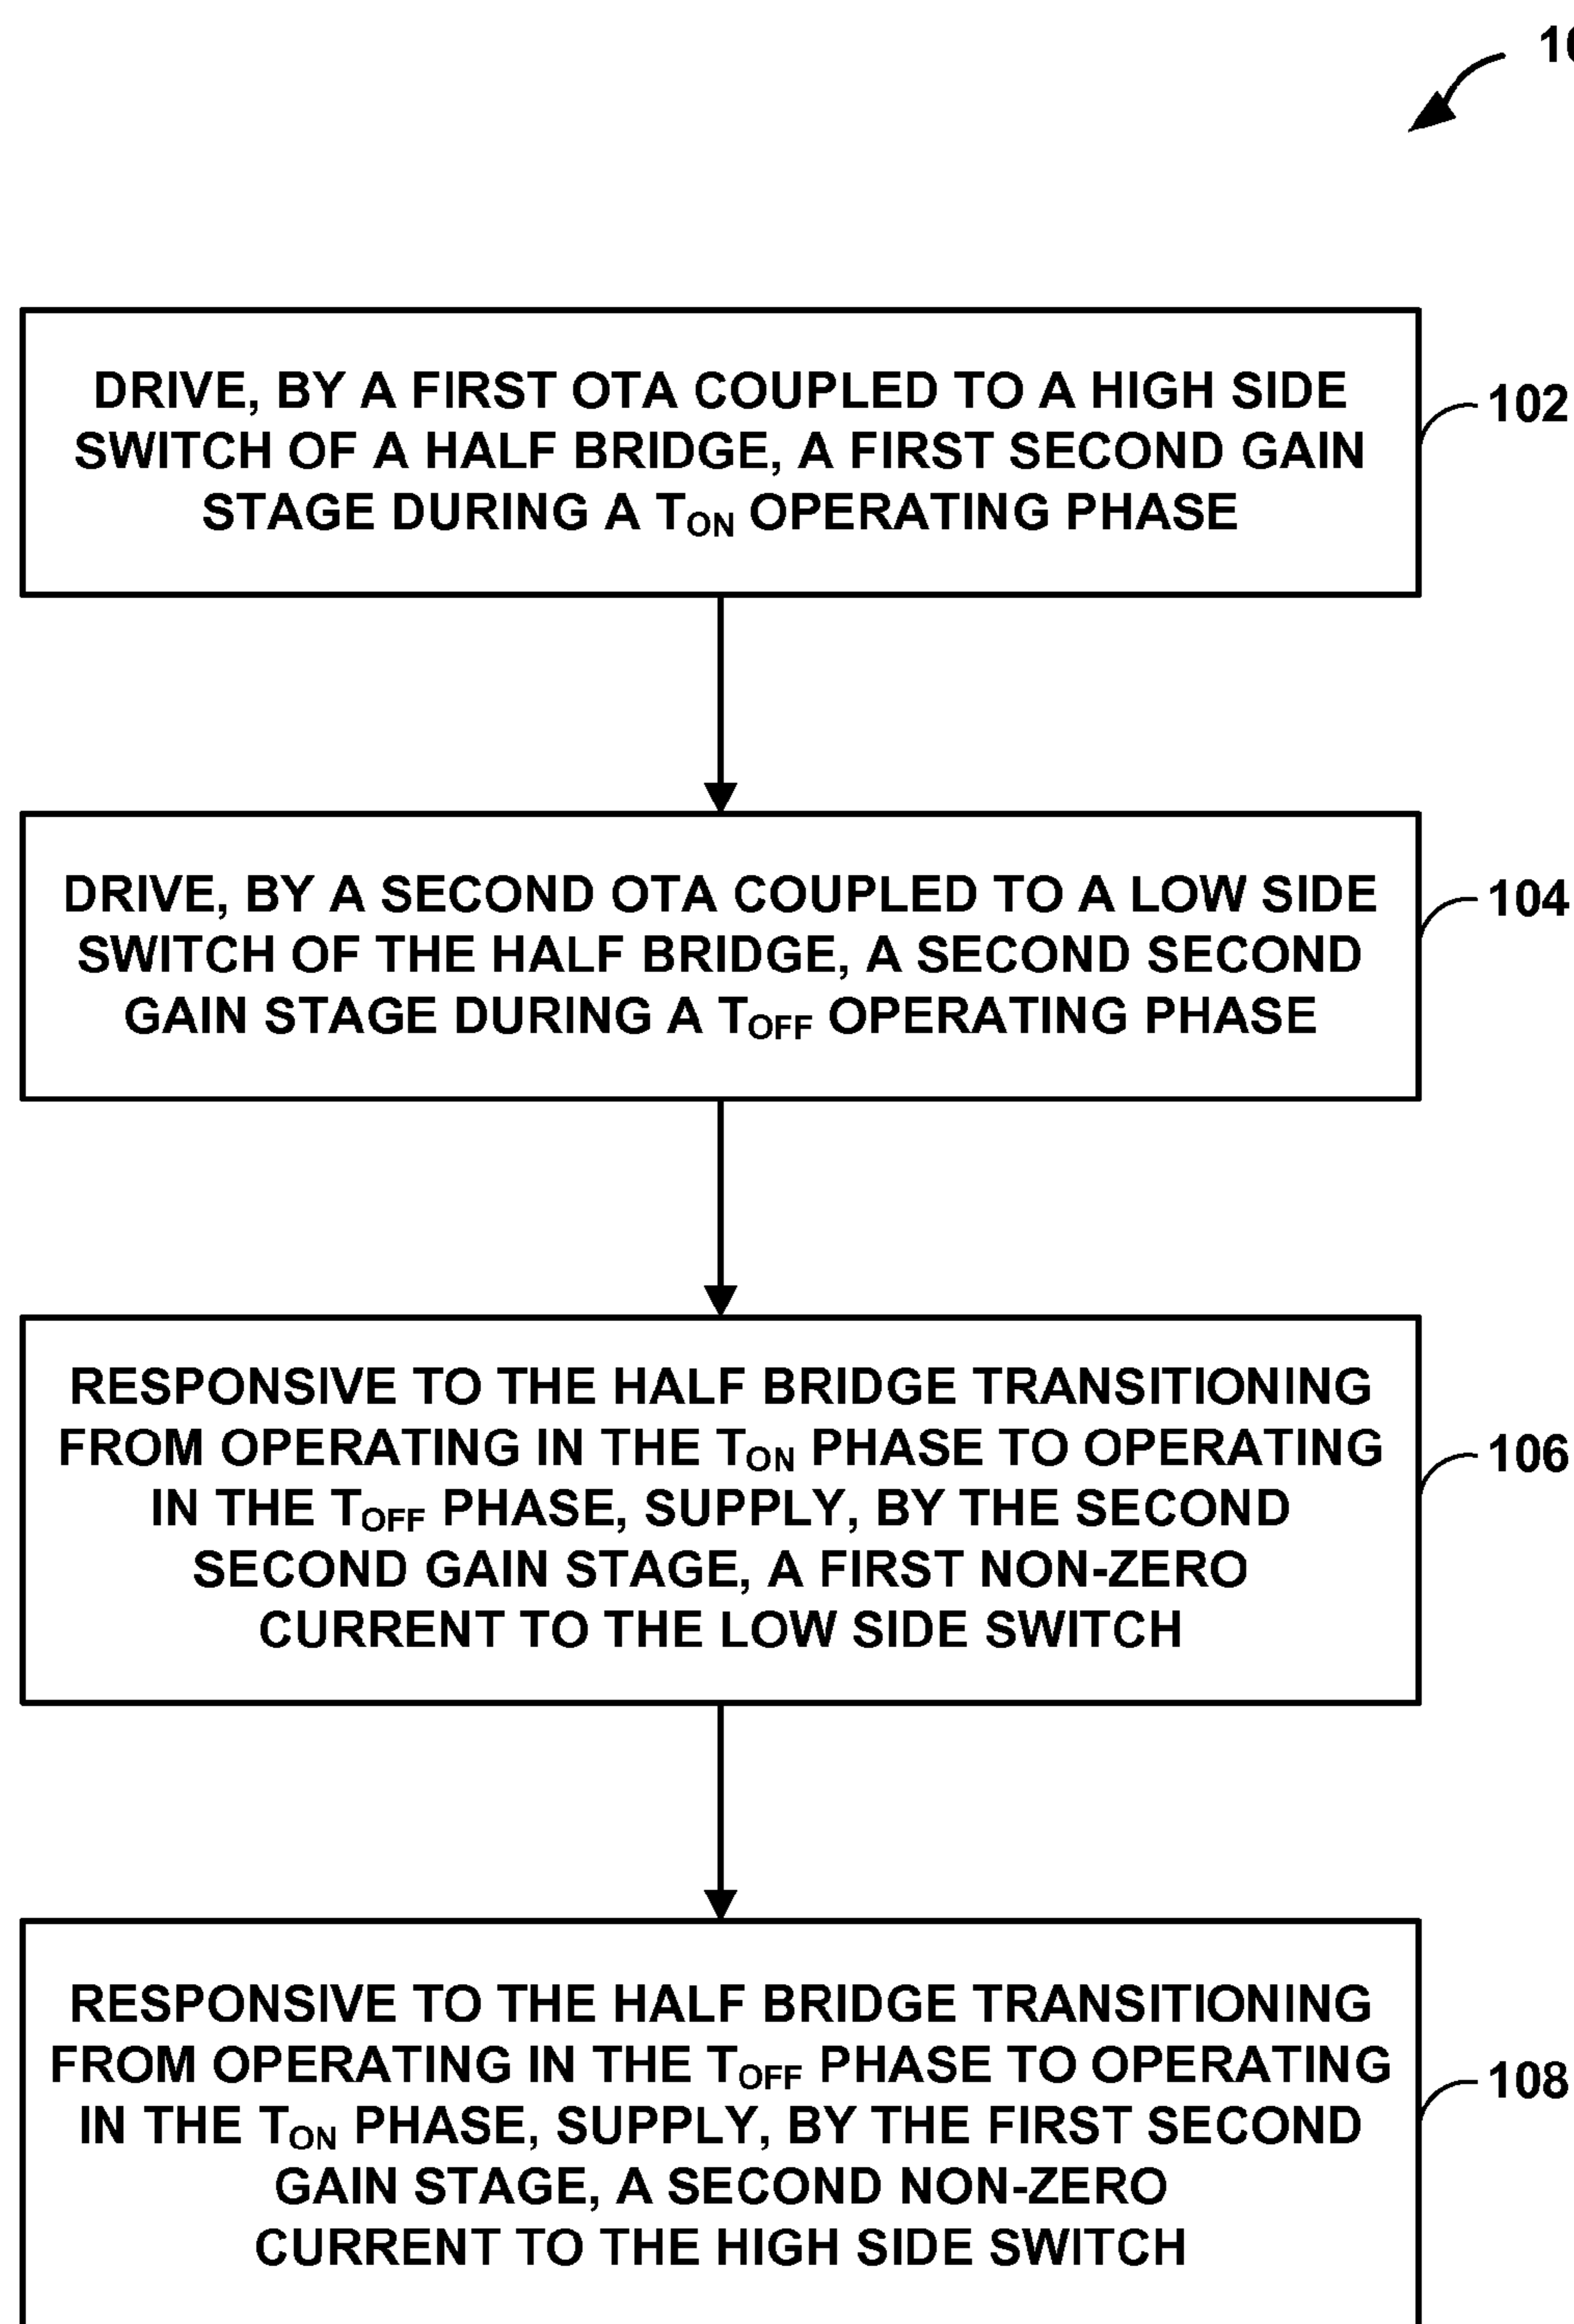 DRIVE, BY A FIRST OTA COUPLED TO A HIGH SIDE
SWITCH OF A HALF BRIDGE, A FIRST SECOND GAIN
STAGE DURING A TON OPERATING PHASE
102
DRIVE, BY A SECOND OTA COUPLED TO A LOW SIDE
SWITCH OF THE HALF BRIDGE, A SECOND SECOND
GAIN STAGE DURING A TOFF OPERATING PHASE
104
RESPONSIVE TO THE HALF BRIDGE TRANSITIONING
FROM OPERATING IN THE TON PHASE TO OPERATING
IN THE TOFF PHASE, SUPPLY, BY THE SECOND
SECOND GAIN STAGE, A FIRST NON-ZERO
CURRENT TO THE LOW SIDE SWITCH
106
RESPONSIVE TO THE HALF BRIDGE TRANSITIONING
FROM OPERATING IN THE TOFF PHASE TO OPERATING
IN THE TON PHASE, SUPPLY, BY THE FIRST SECOND
GAIN STAGE, A SECOND NON-ZERO
CURRENT TO THE HIGH SIDE SWITCH
108